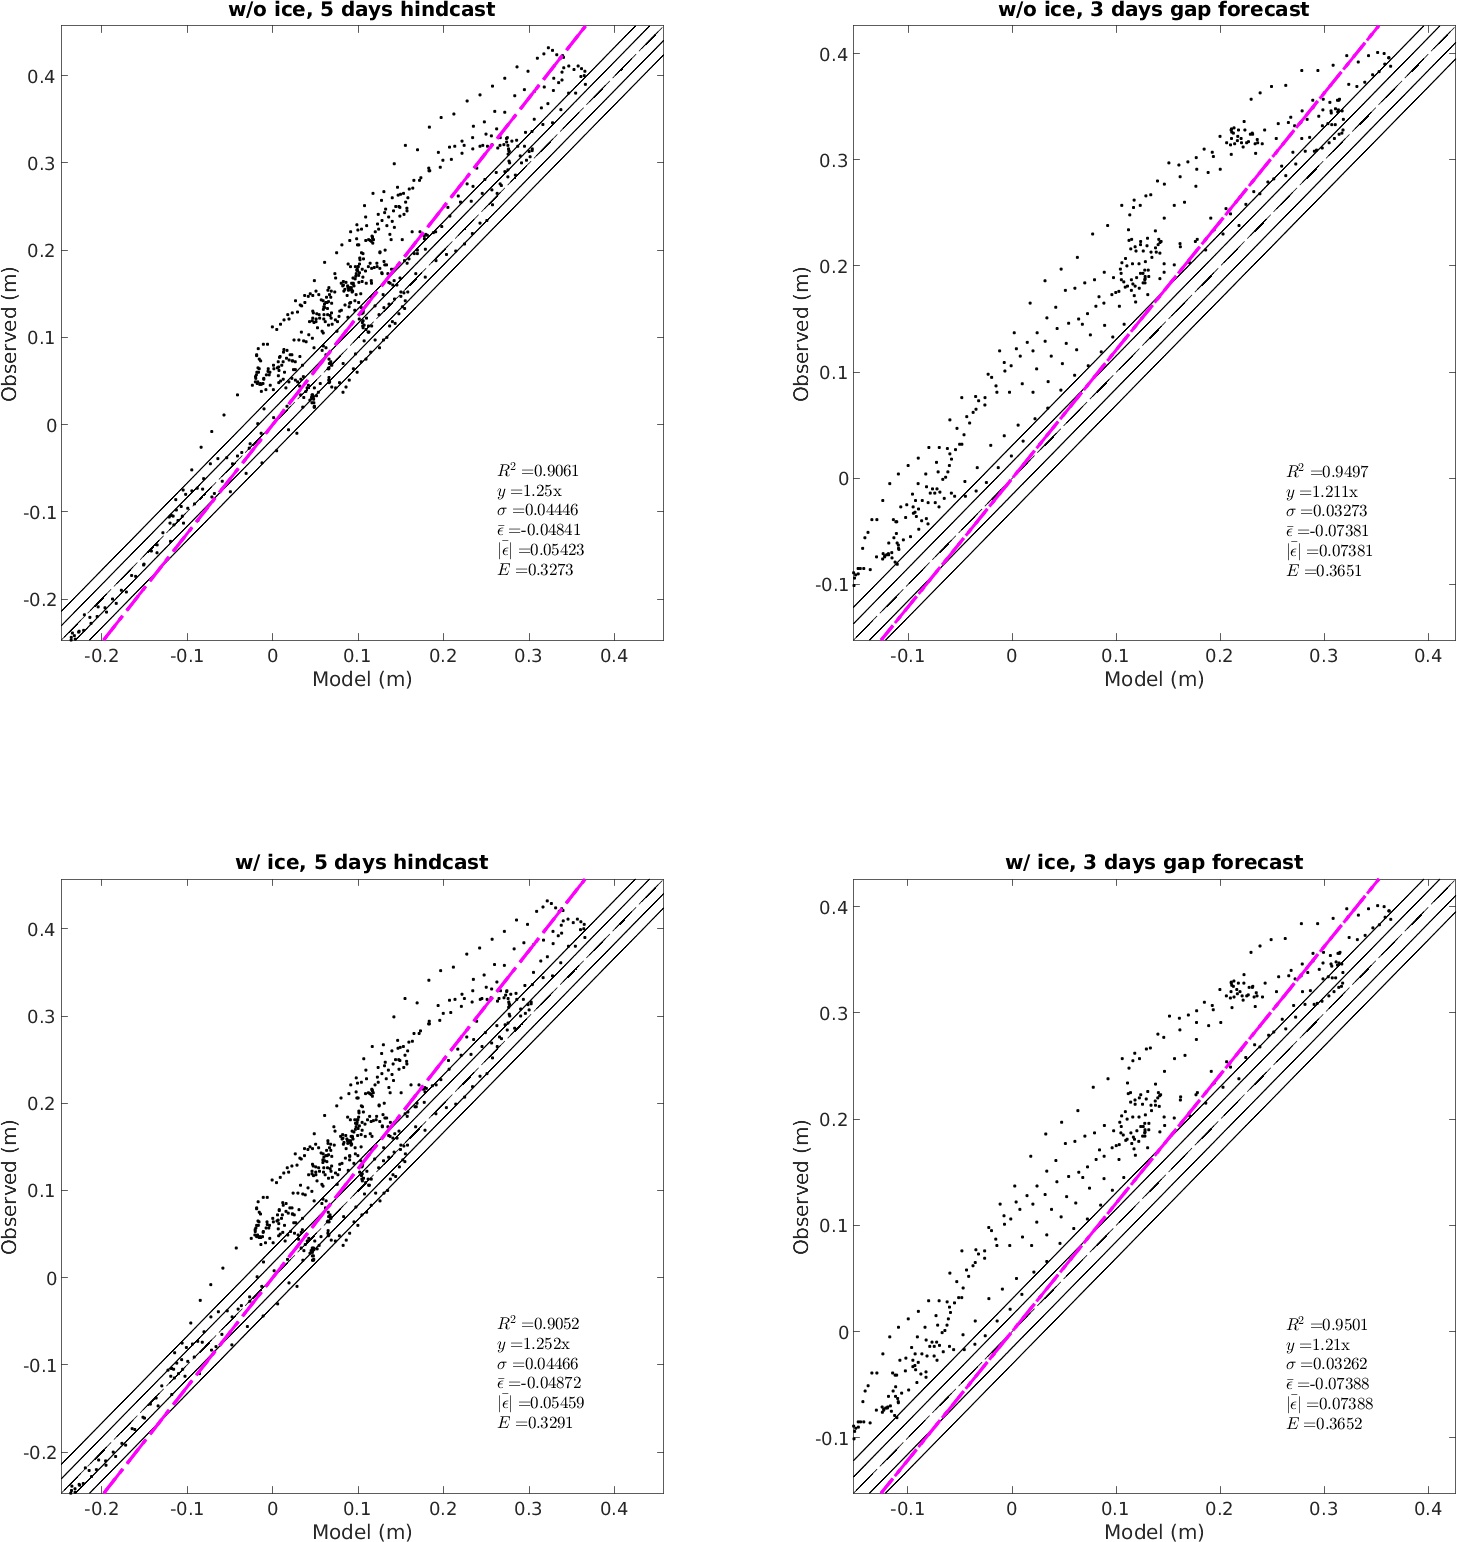 w/o ice, 5 days hindcast
Observed (m)
0.4
0.3
0.2
0.1
0
-0.1
-0.2
R² =0.9061
y =1.25x
σ =0.04446
ε̄ =-0.04841
|ε̄| =0.05423
E =0.3273
-0.2 -0.1 0 0.1 0.2 0.3 0.4
Model (m)
w/o ice, 3 days gap forecast
Observed (m)
0.4
0.3
0.2
0.1
0
-0.1
R² =0.9497
y =1.211x
σ =0.03273
ε̄ =-0.07381
|ε̄| =0.07381
E =0.3651
-0.1 0 0.1 0.2 0.3 0.4
Model (m)
w/ ice, 5 days hindcast
Observed (m)
0.4
0.3
0.2
0.1
0
-0.1
-0.2
R² =0.9052
y =1.252x
σ =0.04466
ε̄ =-0.04872
|ε̄| =0.05459
E =0.3291
-0.2 -0.1 0 0.1 0.2 0.3 0.4
Model (m)
w/ ice, 3 days gap forecast
Observed (m)
0.4
0.3
0.2
0.1
0
-0.1
R² =0.9501
y =1.21x
σ =0.03262
ε̄ =-0.07388
|ε̄| =0.07388
E =0.3652
-0.1 0 0.1 0.2 0.3 0.4
Model (m)